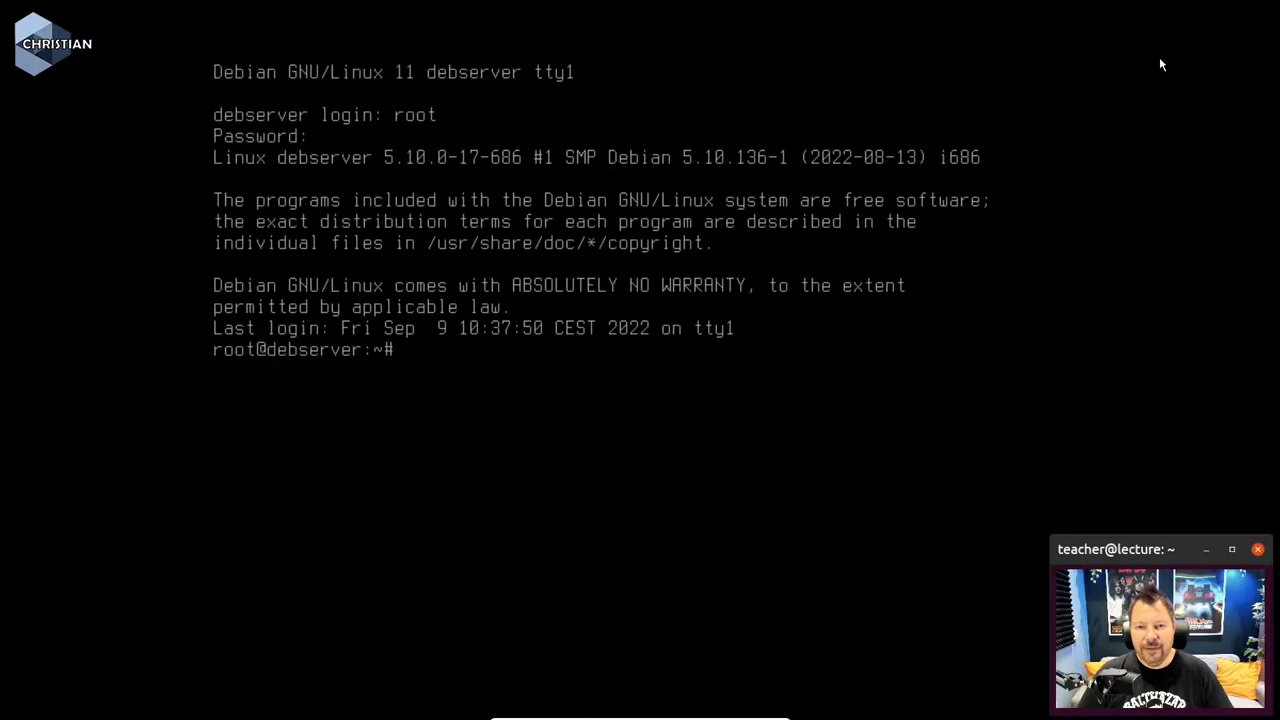 CHRISTIAN
Debian GNU/Linux 11 debserver tty1
debserver login: root
Password:
Linux debserver 5.10.0-17-686 #1 SMP Debian 5.10.136-1 (2022-08-13) i686
The programs included with the Debian GNU/Linux system are free software;
the exact distribution terms for each program are described in the
individual files in /usr/share/doc/*/copyright.
Debian GNU/Linux comes with ABSOLUTELY NO WARRANTY, to the extent
permitted by applicable law.
Last login: Fri Sep  9 10:37:50 CEST 2022 on tty1
root@debserver:~#
teacher@lecture: ~